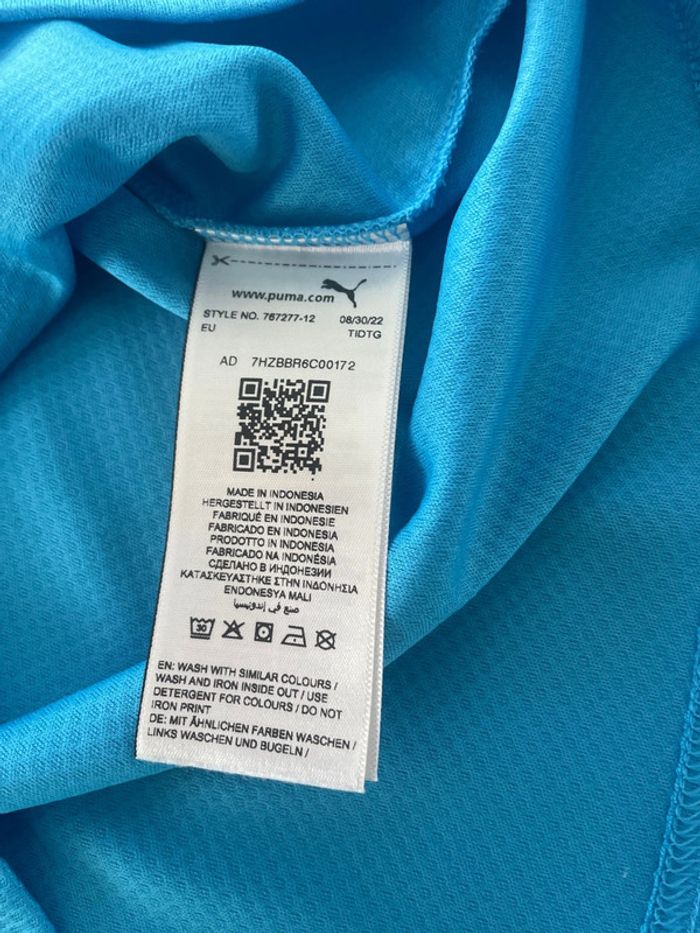 www.puma.com
STYLE NO. 767277-12 08/30/22
EU TIDTG
AD 7HZBBR6C00172
MADE IN INDONESIA
HERGESTELLT IN INDONESIEN
FABRIQUÉ EN INDONESIE
FABRICADO EN INDONESIA
PRODOTTO IN INDONESIA
FABRICADO NA INDONÉSIA
СДЕЛАНО В ИНДОНЕЗИИ
ΚΑΤΑΣΚΕΥΑΣΤΗΚΕ ΣΤΗΝ ΙΝΔΟΝΗΣΙΑ
ENDONESYA MALI
صنع في إندونيسيا
30
EN: WASH WITH SIMILAR COLOURS /
WASH AND IRON INSIDE OUT / USE
DETERGENT FOR COLOURS / DO NOT
IRON PRINT
DE: MIT ÄHNLICHEN FARBEN WASCHEN /
LINKS WASCHEN UND BUGELN /